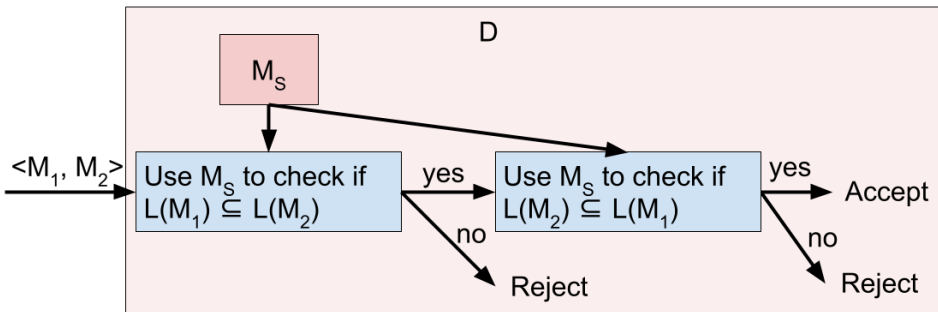 D
M_S
<M_1, M_2>
Use M_S to check if
L(M_1) ⊆ L(M_2)
yes
no
Reject
Use M_S to check if
L(M_2) ⊆ L(M_1)
yes
Accept
no
Reject